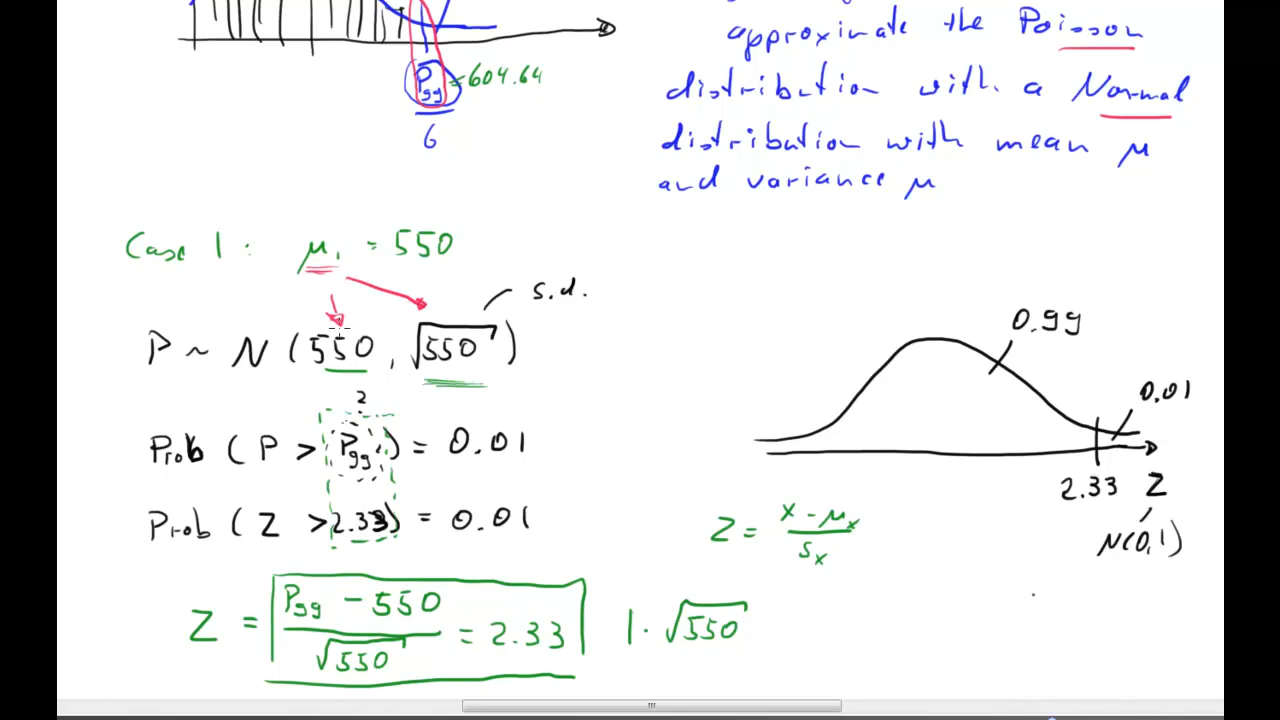 approximate the Poisson
P99 = 604.64
distribution with a Normal
6
distribution with mean μ
and variance μ
Case 1: μ1 = 550
s.d.
P ~ N (550, √550)
0.99
0.01
?
Prob (P > P99) = 0.01
2.33 Z
Prob (Z > 2.33) = 0.01
Z = x - μx / sx
N(0,1)
Z = P99 - 550 / √550 = 2.33 | 1 · √550